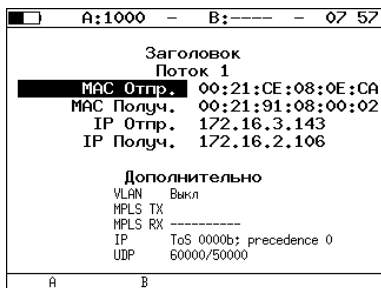 A:1000 – B:---- – 07 57
Заголовок
Поток 1
MAC Отпр. 00:21:CE:08:0E:CA
MAC Получ. 00:21:91:08:00:02
IP Отпр. 172.16.3.143
IP Получ. 172.16.2.106
Дополнительно
VLAN Выкл
MPLS TX
MPLS RX ----------
IP ToS 0000b; precedence 0
UDP 60000/50000
A B